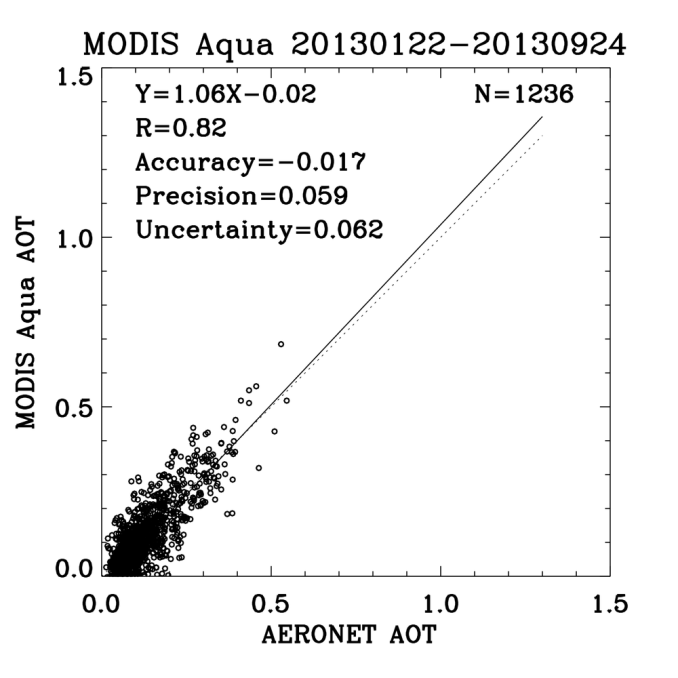 MODIS Aqua 20130122−20130924
1.5
Y=1.06X−0.02
N=1236
R=0.82
Accuracy=−0.017
Precision=0.059
Uncertainty=0.062
1.0
MODIS Aqua AOT
0.5
0.0
0.0 0.5 1.0 1.5
AERONET AOT